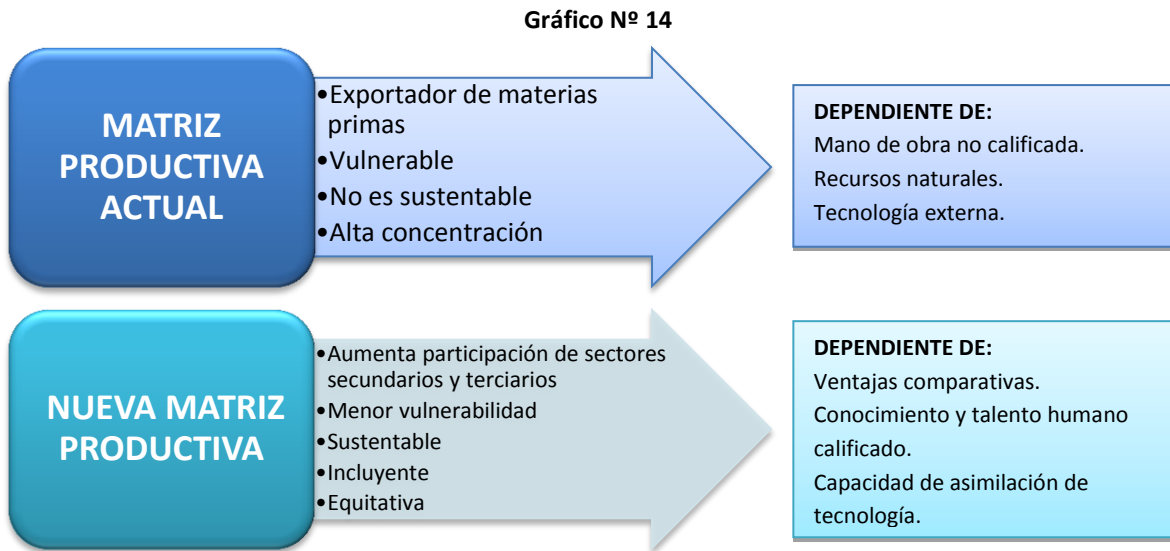 Gráfico Nº 14
MATRIZ
PRODUCTIVA
ACTUAL
•Exportador de materias
primas
•Vulnerable
•No es sustentable
•Alta concentración
DEPENDIENTE DE:
Mano de obra no calificada.
Recursos naturales.
Tecnología externa.
NUEVA MATRIZ
PRODUCTIVA
•Aumenta participación de sectores
secundarios y terciarios
•Menor vulnerabilidad
•Sustentable
•Incluyente
•Equitativa
DEPENDIENTE DE:
Ventajas comparativas.
Conocimiento y talento humano
calificado.
Capacidad de asimilación de
tecnología.